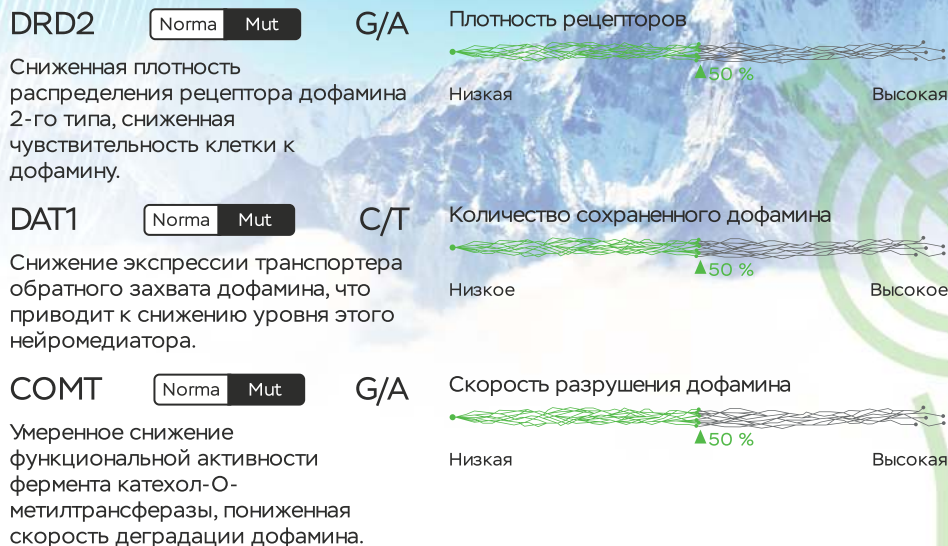 DRD2 Norma Mut G/A
Сниженная плотность
распределения рецептора дофамина
2-го типа, сниженная
чувствительность клетки к
дофамину.
Плотность рецепторов
50 %
Низкая Высокая
DAT1 Norma Mut C/T
Снижение экспрессии транспортера
обратного захвата дофамина, что
приводит к снижению уровня этого
нейромедиатора.
Количество сохраненного дофамина
50 %
Низкое Высокое
COMT Norma Mut G/A
Умеренное снижение
функциональной активности
фермента катехол-О-
метилтрансферазы, пониженная
скорость деградации дофамина.
Скорость разрушения дофамина
50 %
Низкая Высокая